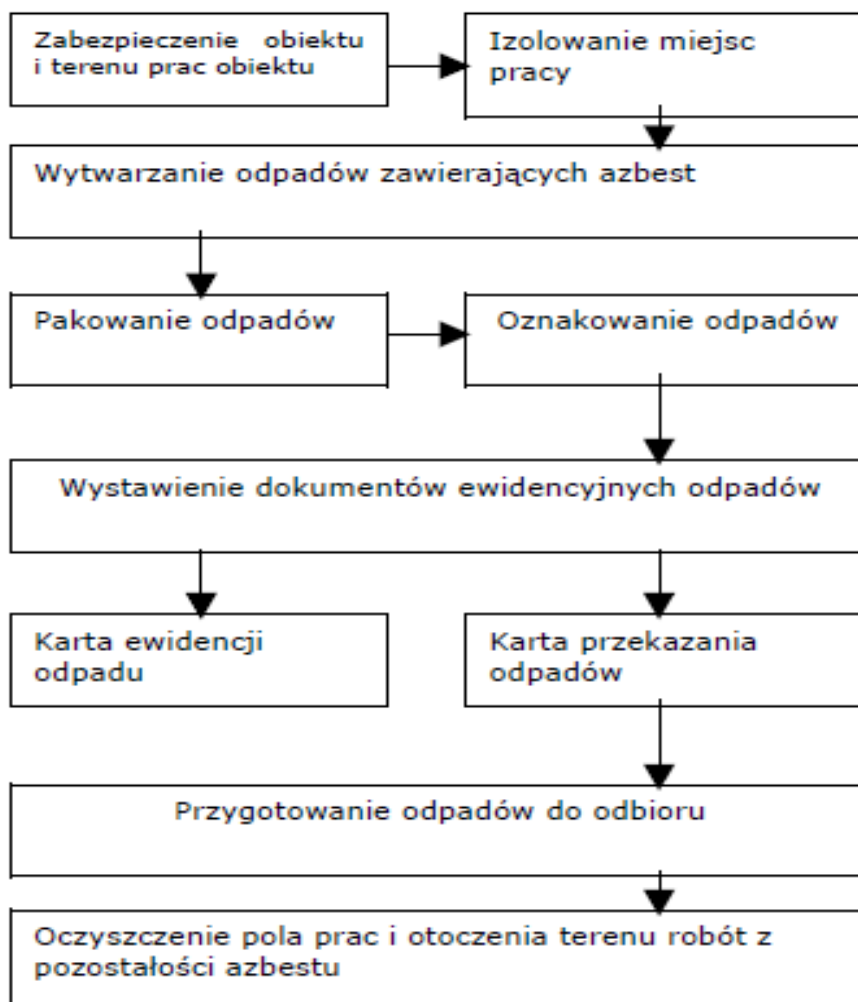 Zabezpieczenie obiektu
i terenu prac obiektu
Izolowanie miejsc
pracy
Wytwarzanie odpadów zawierających azbest
Pakowanie odpadów
Oznakowanie odpadów
Wystawienie dokumentów ewidencyjnych odpadów
Karta ewidencji
odpadu
Karta przekazania
odpadów
Przygotowanie odpadów do odbioru
Oczyszczenie pola prac i otoczenia terenu robót z
pozostałości azbestu